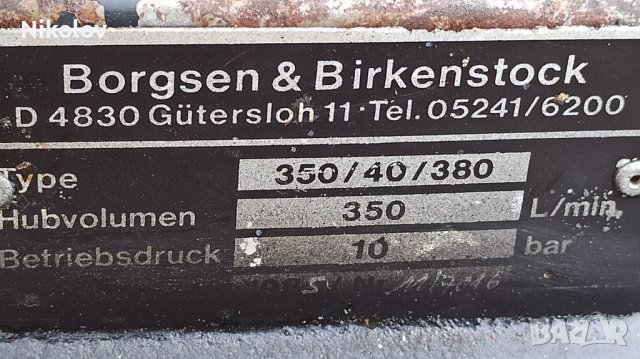 Nikolov
Borgsen & Birkenstock
D 4830 Gütersloh 11 · Tel. 05241/6200
Type 350/40/380
Hubvolumen 350 L/min.
Betriebsdruck 10 bar
BAZAR